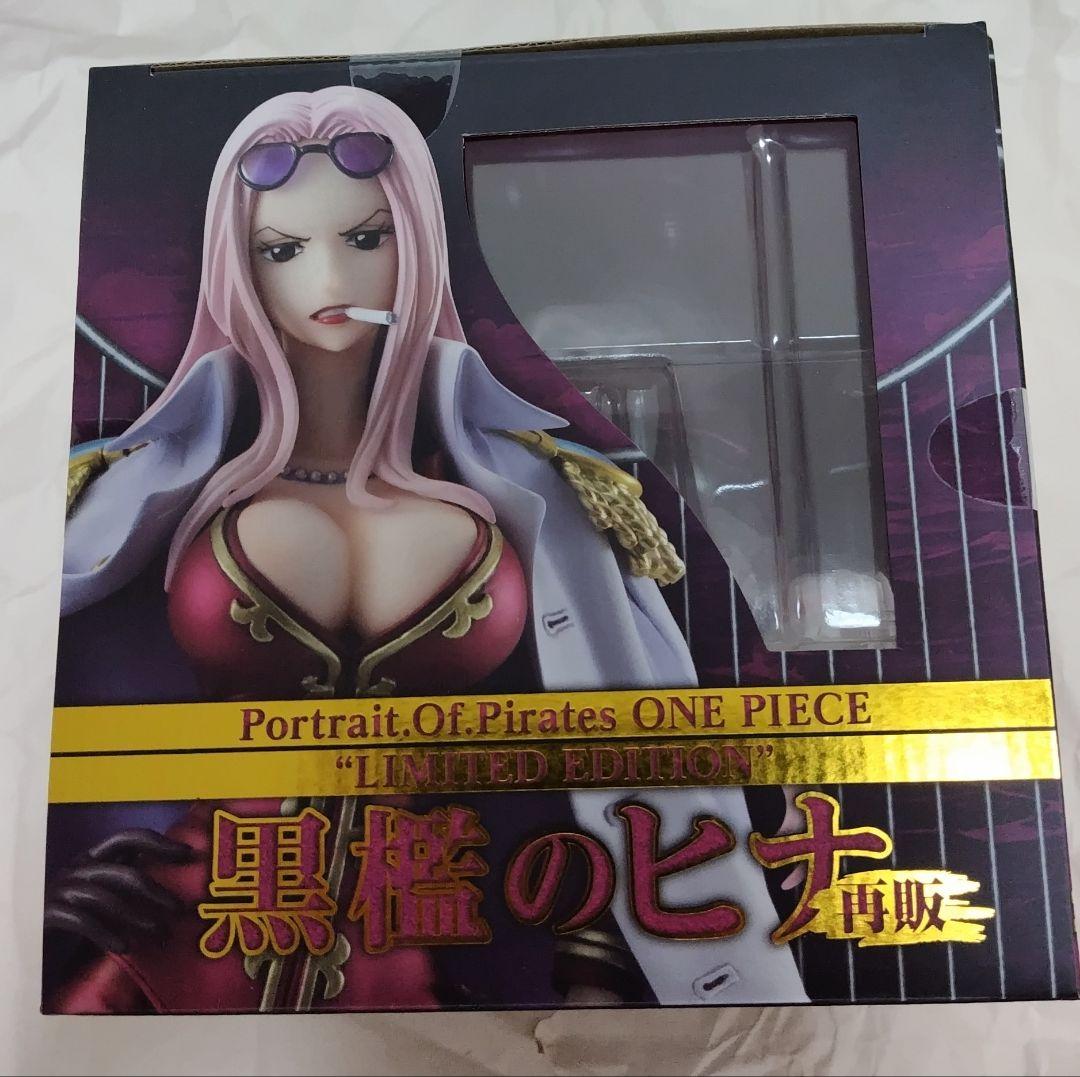 Portrait.Of.Pirates ONE PIECE
“LIMITED EDITION”
黒檻のヒナ
再販